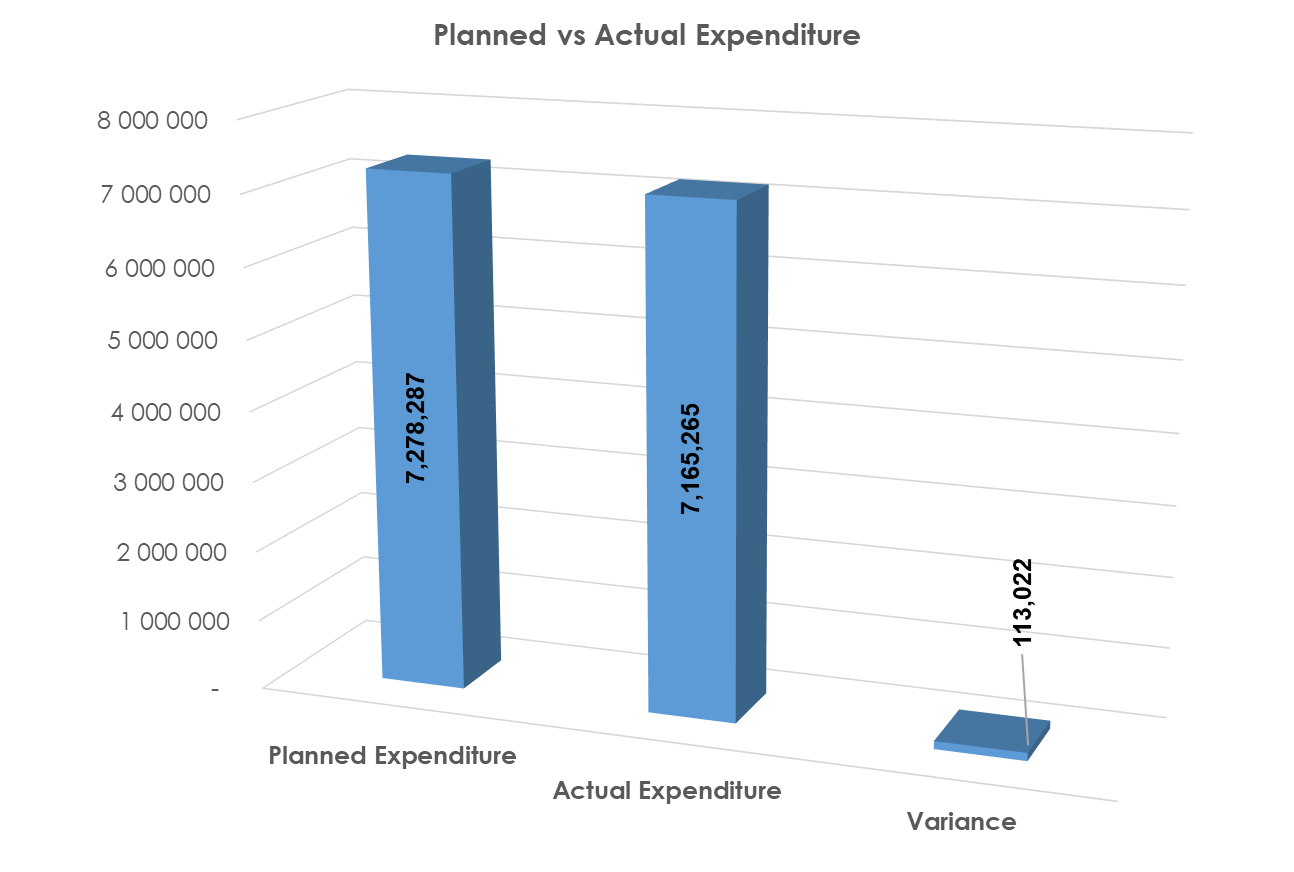 Planned vs Actual Expenditure
8 000 000
7 000 000
6 000 000
5 000 000
4 000 000
3 000 000
2 000 000
1 000 000
-
7,278,287
7,165,265
113,022
Planned Expenditure
Actual Expenditure
Variance